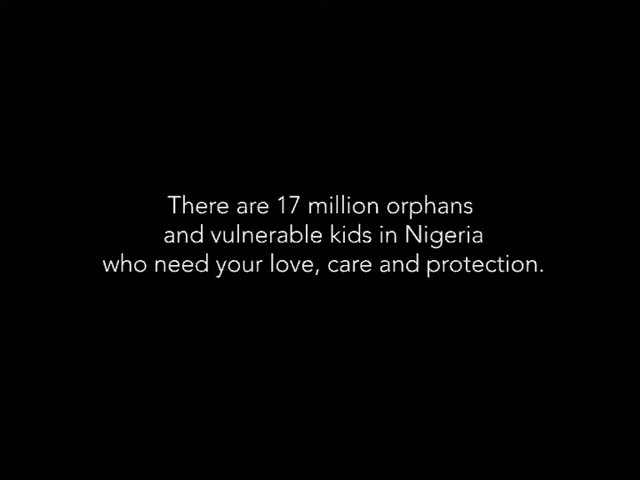 There are 17 million orphans
and vulnerable kids in Nigeria
who need your love, care and protection.